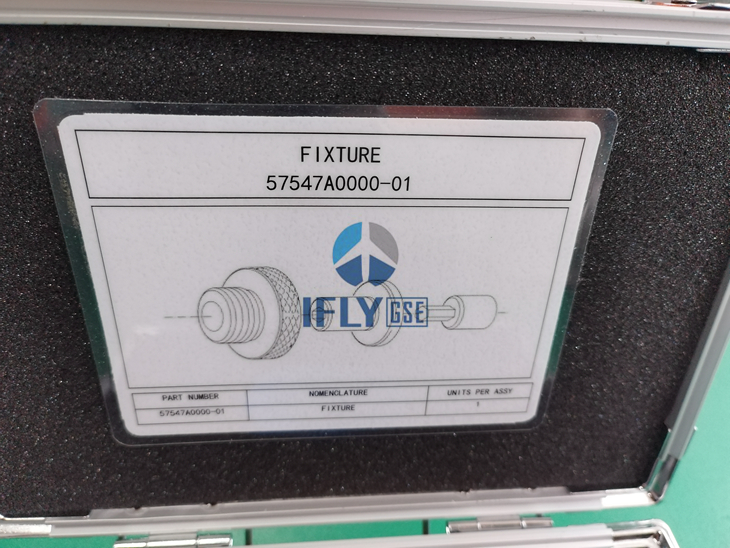 FIXTURE
57547A0000-01
IFLY GSE
PART NUMBER NOMENCLATURE UNITS PER ASSY
57547A0000-01 FIXTURE 1